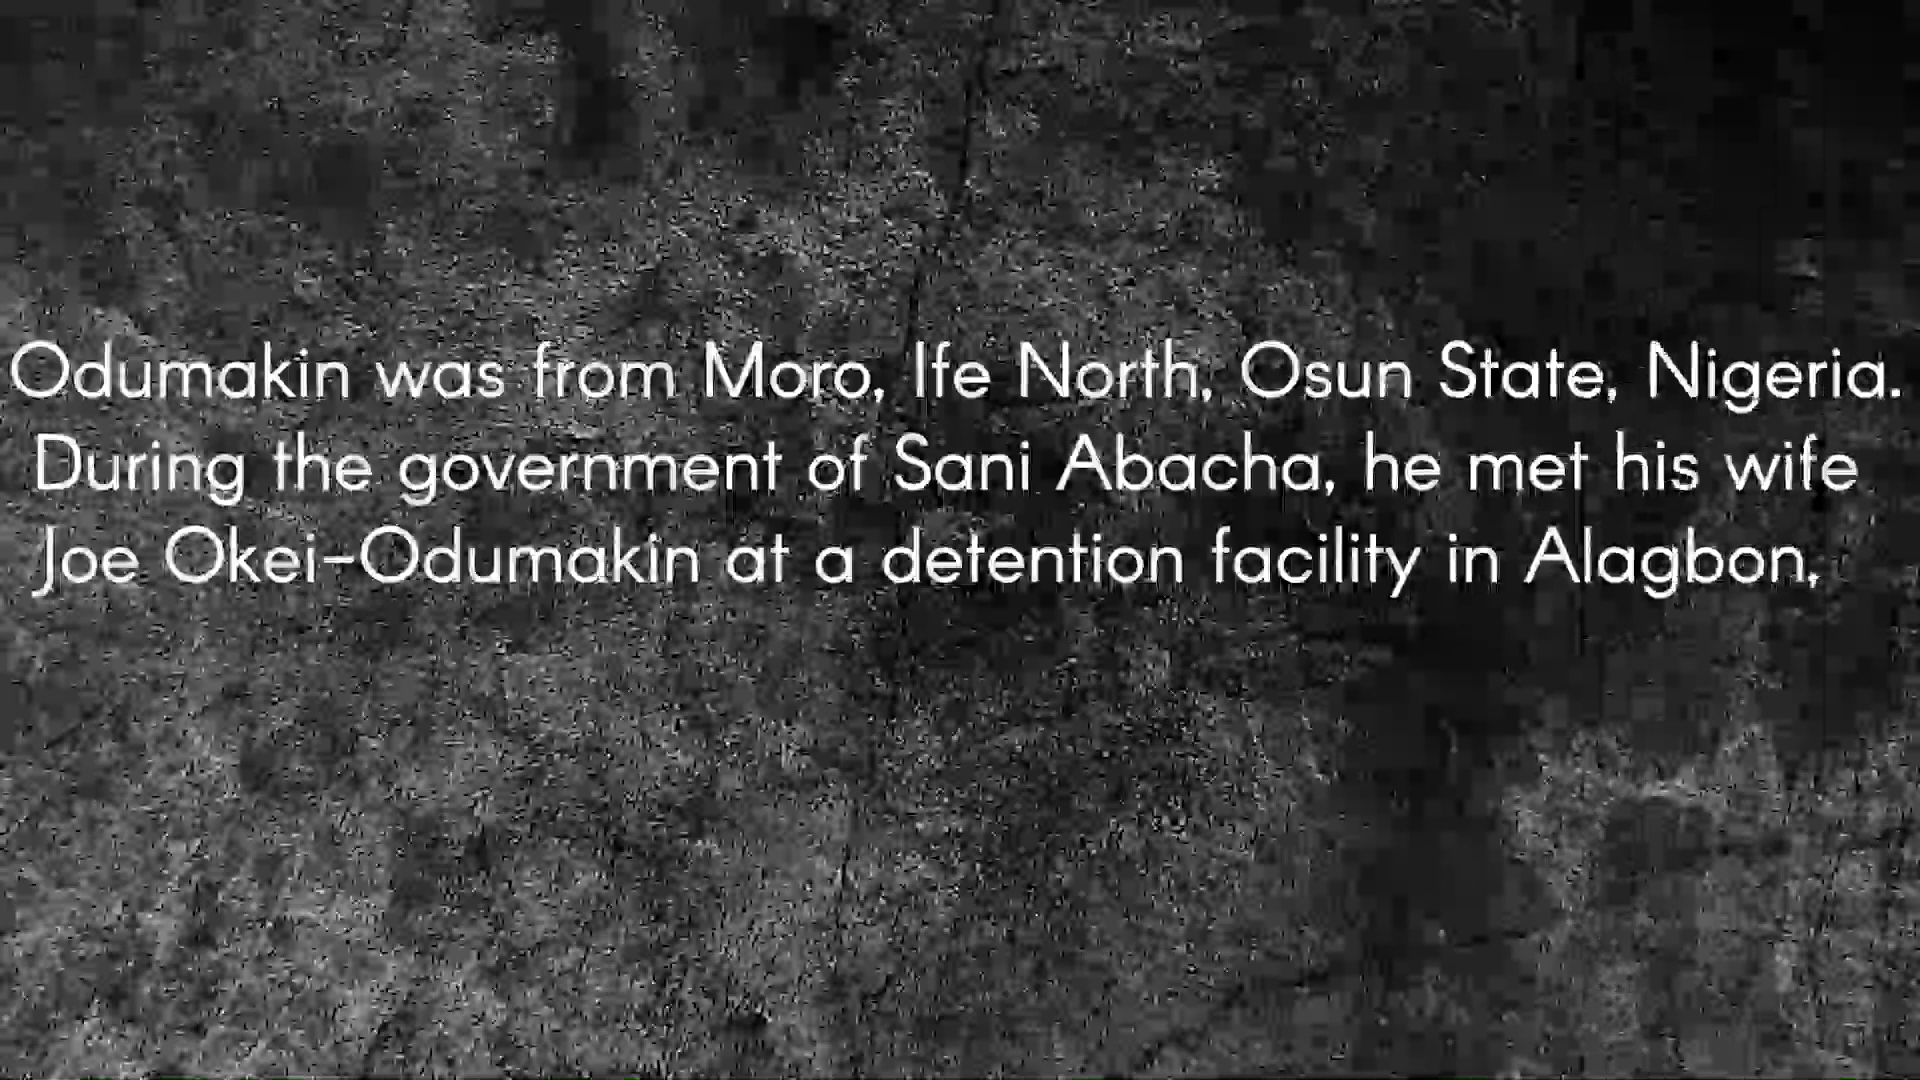 Odumakin was from Moro, Ife North, Osun State, Nigeria.
During the government of Sani Abacha, he met his wife
Joe Okei-Odumakin at a detention facility in Alagbon,